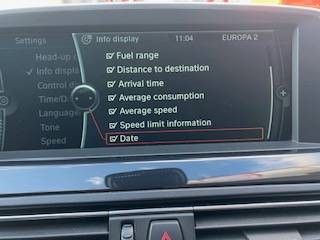 Settings
Info display
11:04
EUROPA 2
Head-up
Info displa
Control d
Time/D
Language
Tone
Speed
Fuel range
Distance to destination
Arrival time
Average consumption
Average speed
Speed limit information
Date